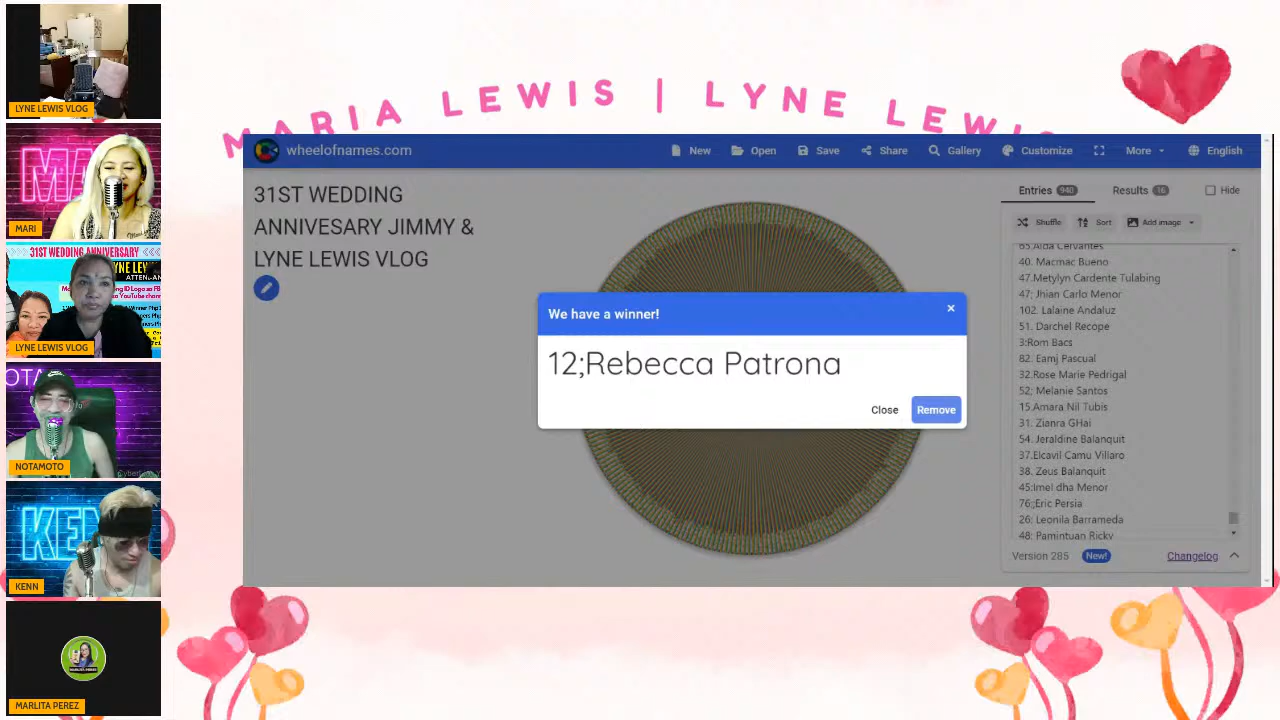 MARIA LEWIS | LYNE LEWIS
LYNE LEWIS VLOG
MARI
31ST WEDDING ANNIVERSARY
LYNE LEWIS VLOG
NOTAMOTO
KENN
KENN
MARLITA PEREZ
wheelofnames.com
New
Open
Save
Share
Gallery
Customize
More
English
31ST WEDDING
ANNIVESARY JIMMY &
LYNE LEWIS VLOG
We have a winner!
×
12;Rebecca Patrona
Close
Remove
Entries 940
Results 16
Hide
Shuffle
Sort
Add image
65.Alda Cervantes
40. Macmac Bueno
47.Metylyn Cardente Tulabing
47; Jhian Carlo Menor
102. Lalaine Andaluz
51. Darchel Recope
3:Rom Bacs
82. Eamj Pascual
32.Rose Marie Pedrigal
52; Melanie Santos
15.Amara Nil Tubis
31. Zianra GHai
54. Jeraldine Balanquit
37.Elcavil Camu Villaro
38. Zeus Balanquit
45:Imel dha Menor
76;;Eric Persia
26: Leonila Barrameda
48: Pamintuan Ricky
Version 285
New!
Changelog